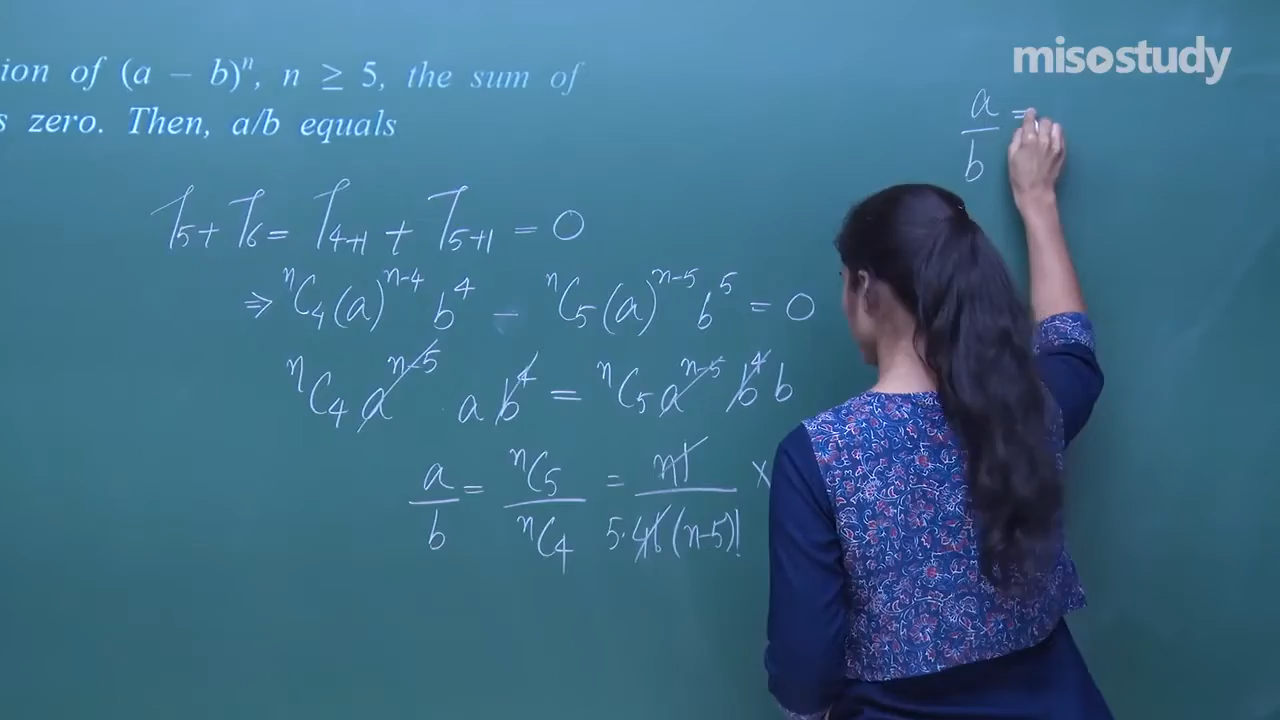 misostudy
ion of (a − b)ⁿ, n ≥ 5, the sum of
s zero. Then, a/b equals
a/b =
T₅ + T₆ = T₄₊₁ + T₅₊₁ = 0
⇒ ⁿC₄(a)ⁿ⁻⁴ b⁴ − ⁿC₅(a)ⁿ⁻⁵ b⁵ = 0
ⁿC₄ aⁿ⁻⁵ a b⁴ = ⁿC₅ aⁿ⁻⁵ b⁴ b
a/b = ⁿC₅/ⁿC₄ = n!/5·4!(n-5)! ×